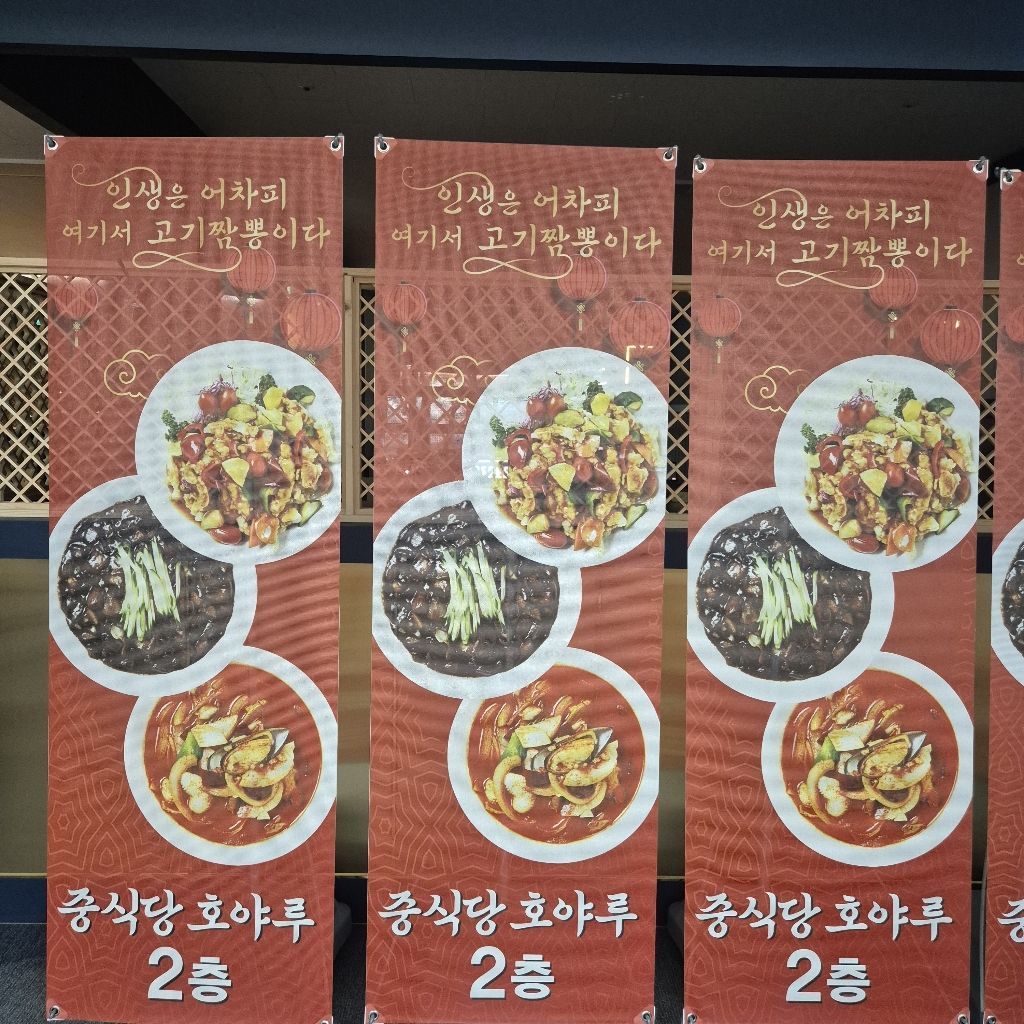 인생은 어차피
여기서 고기짬뽕이다
중식당 호야루
2층
인생은 어차피
여기서 고기짬뽕이다
중식당 호야루
2층
인생은 어차피
여기서 고기짬뽕이다
중식당 호야루
2층